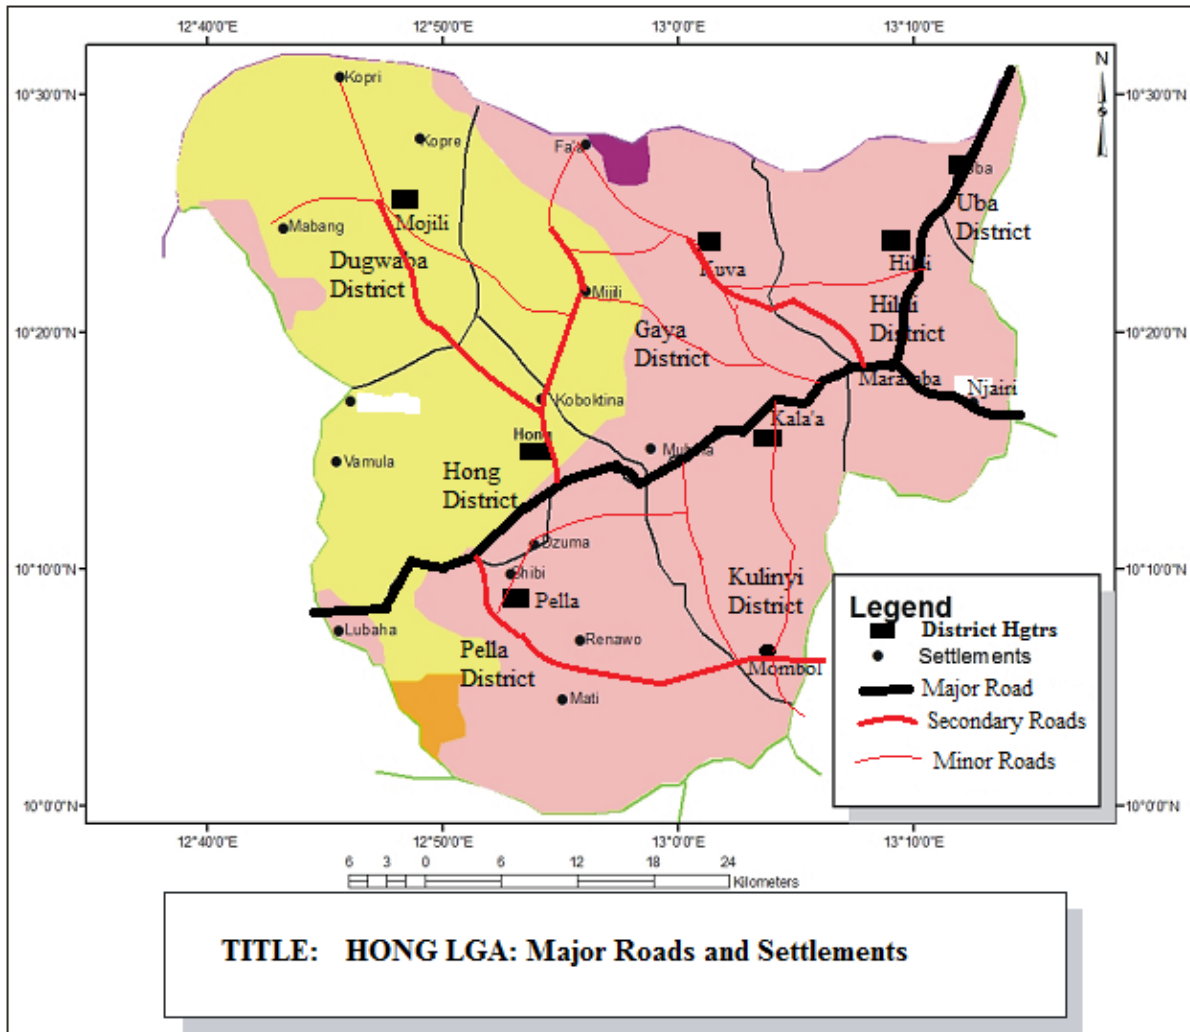 12°40'0"E 12°50'0"E 13°0'0"E 13°10'0"E
N
10°30'0"N
10°30'0"N
Kopri
Kopre
Fa'a
Uba
District
Mojili
Mabang
Dugwaba
District
Kuva
Mijili
Hildi
District
Gaya
District
10°20'0"N
10°20'0"N
Mararaba
Njairi
Koboktina
Kala'a
Hong
Vamula
Hong
District
Dzuma
Shibi
Pella
Kulinyi
District
10°10'0"N
10°10'0"N
Lubaha
Renawo
Pella
District
Mombol
Mati
Legend
District Hgtrs
Settlements
Major Road
Secondary Roads
Minor Roads
10°0'0"N
10°0'0"N
12°40'0"E 12°50'0"E 13°0'0"E 13°10'0"E
6 3 0 6 12 18 24
Kilometers
TITLE: HONG LGA: Major Roads and Settlements